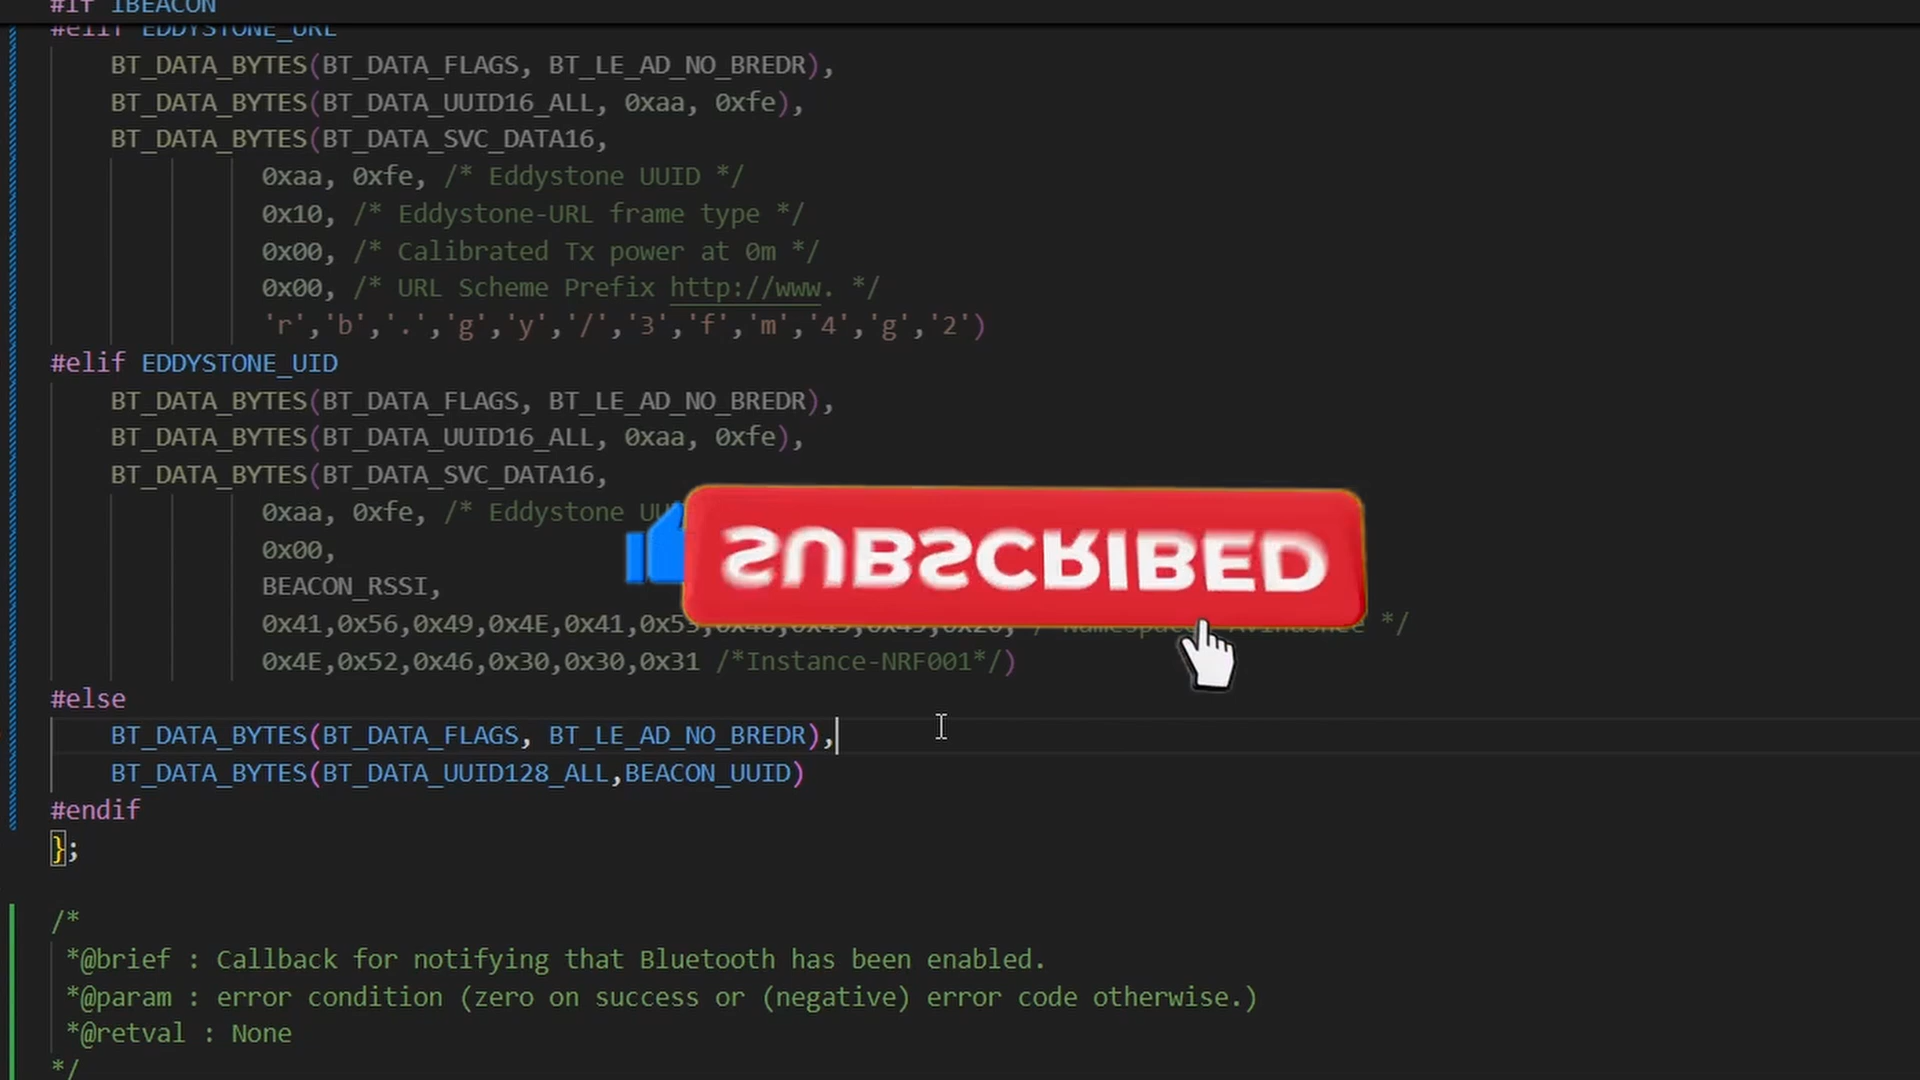 #if IBEACON
#elif EDDYSTONE_URL
BT_DATA_BYTES(BT_DATA_FLAGS, BT_LE_AD_NO_BREDR),
BT_DATA_BYTES(BT_DATA_UUID16_ALL, 0xaa, 0xfe),
BT_DATA_BYTES(BT_DATA_SVC_DATA16,
0xaa, 0xfe, /* Eddystone UUID */
0x10, /* Eddystone-URL frame type */
0x00, /* Calibrated Tx power at 0m */
0x00, /* URL Scheme Prefix http://www. */
'r','b','.','g','y','/','3','f','m','4','g','2')
#elif EDDYSTONE_UID
BT_DATA_BYTES(BT_DATA_FLAGS, BT_LE_AD_NO_BREDR),
BT_DATA_BYTES(BT_DATA_UUID16_ALL, 0xaa, 0xfe),
BT_DATA_BYTES(BT_DATA_SVC_DATA16,
0xaa, 0xfe, /* Eddystone
SUBSCRIBED
0x00,
BEACON_RSSI,
0x41,0x56,0x49,0x4E,0x41, */
0x4E,0x52,0x46,0x30,0x30,0x31 /*Instance-NRF001*/)
#else
BT_DATA_BYTES(BT_DATA_FLAGS, BT_LE_AD_NO_BREDR),
BT_DATA_BYTES(BT_DATA_UUID128_ALL,BEACON_UUID)
#endif
};
/*
*@brief : Callback for notifying that Bluetooth has been enabled.
*@param : error condition (zero on success or (negative) error code otherwise.)
*@retval : None
*/